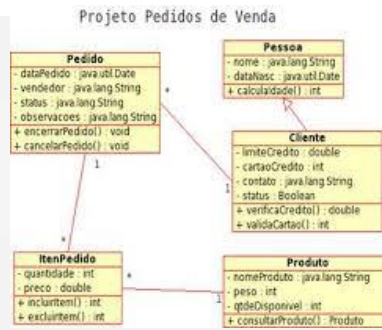 Projeto Pedidos de Venda
Pedido
- dataPedido : java.util.Date
- vendedor : java.lang.String
- status : java.lang.String
- observacoes : java.lang.String
+ encerrarPedido() : void
+ cancelarPedido() : void
Pessoa
- nome : java.lang.String
- dataNasc : java.util.Date
+ calculaIdade() : int
*
1
Cliente
- limiteCredito : double
- cartaoCredito : int
- contato : java.lang.String
- status : Boolean
+ verificaCredito() : double
+ validaCartao() : int
1
*
ItenPedido
- quantidade : int
- preco : double
+ incluirItem() : int
+ excluirItem() : int
*
1
Produto
- nomeProduto : java.lang.String
- peso : int
- qtdeDisponivel : int
+ consultarProduto() : Produto